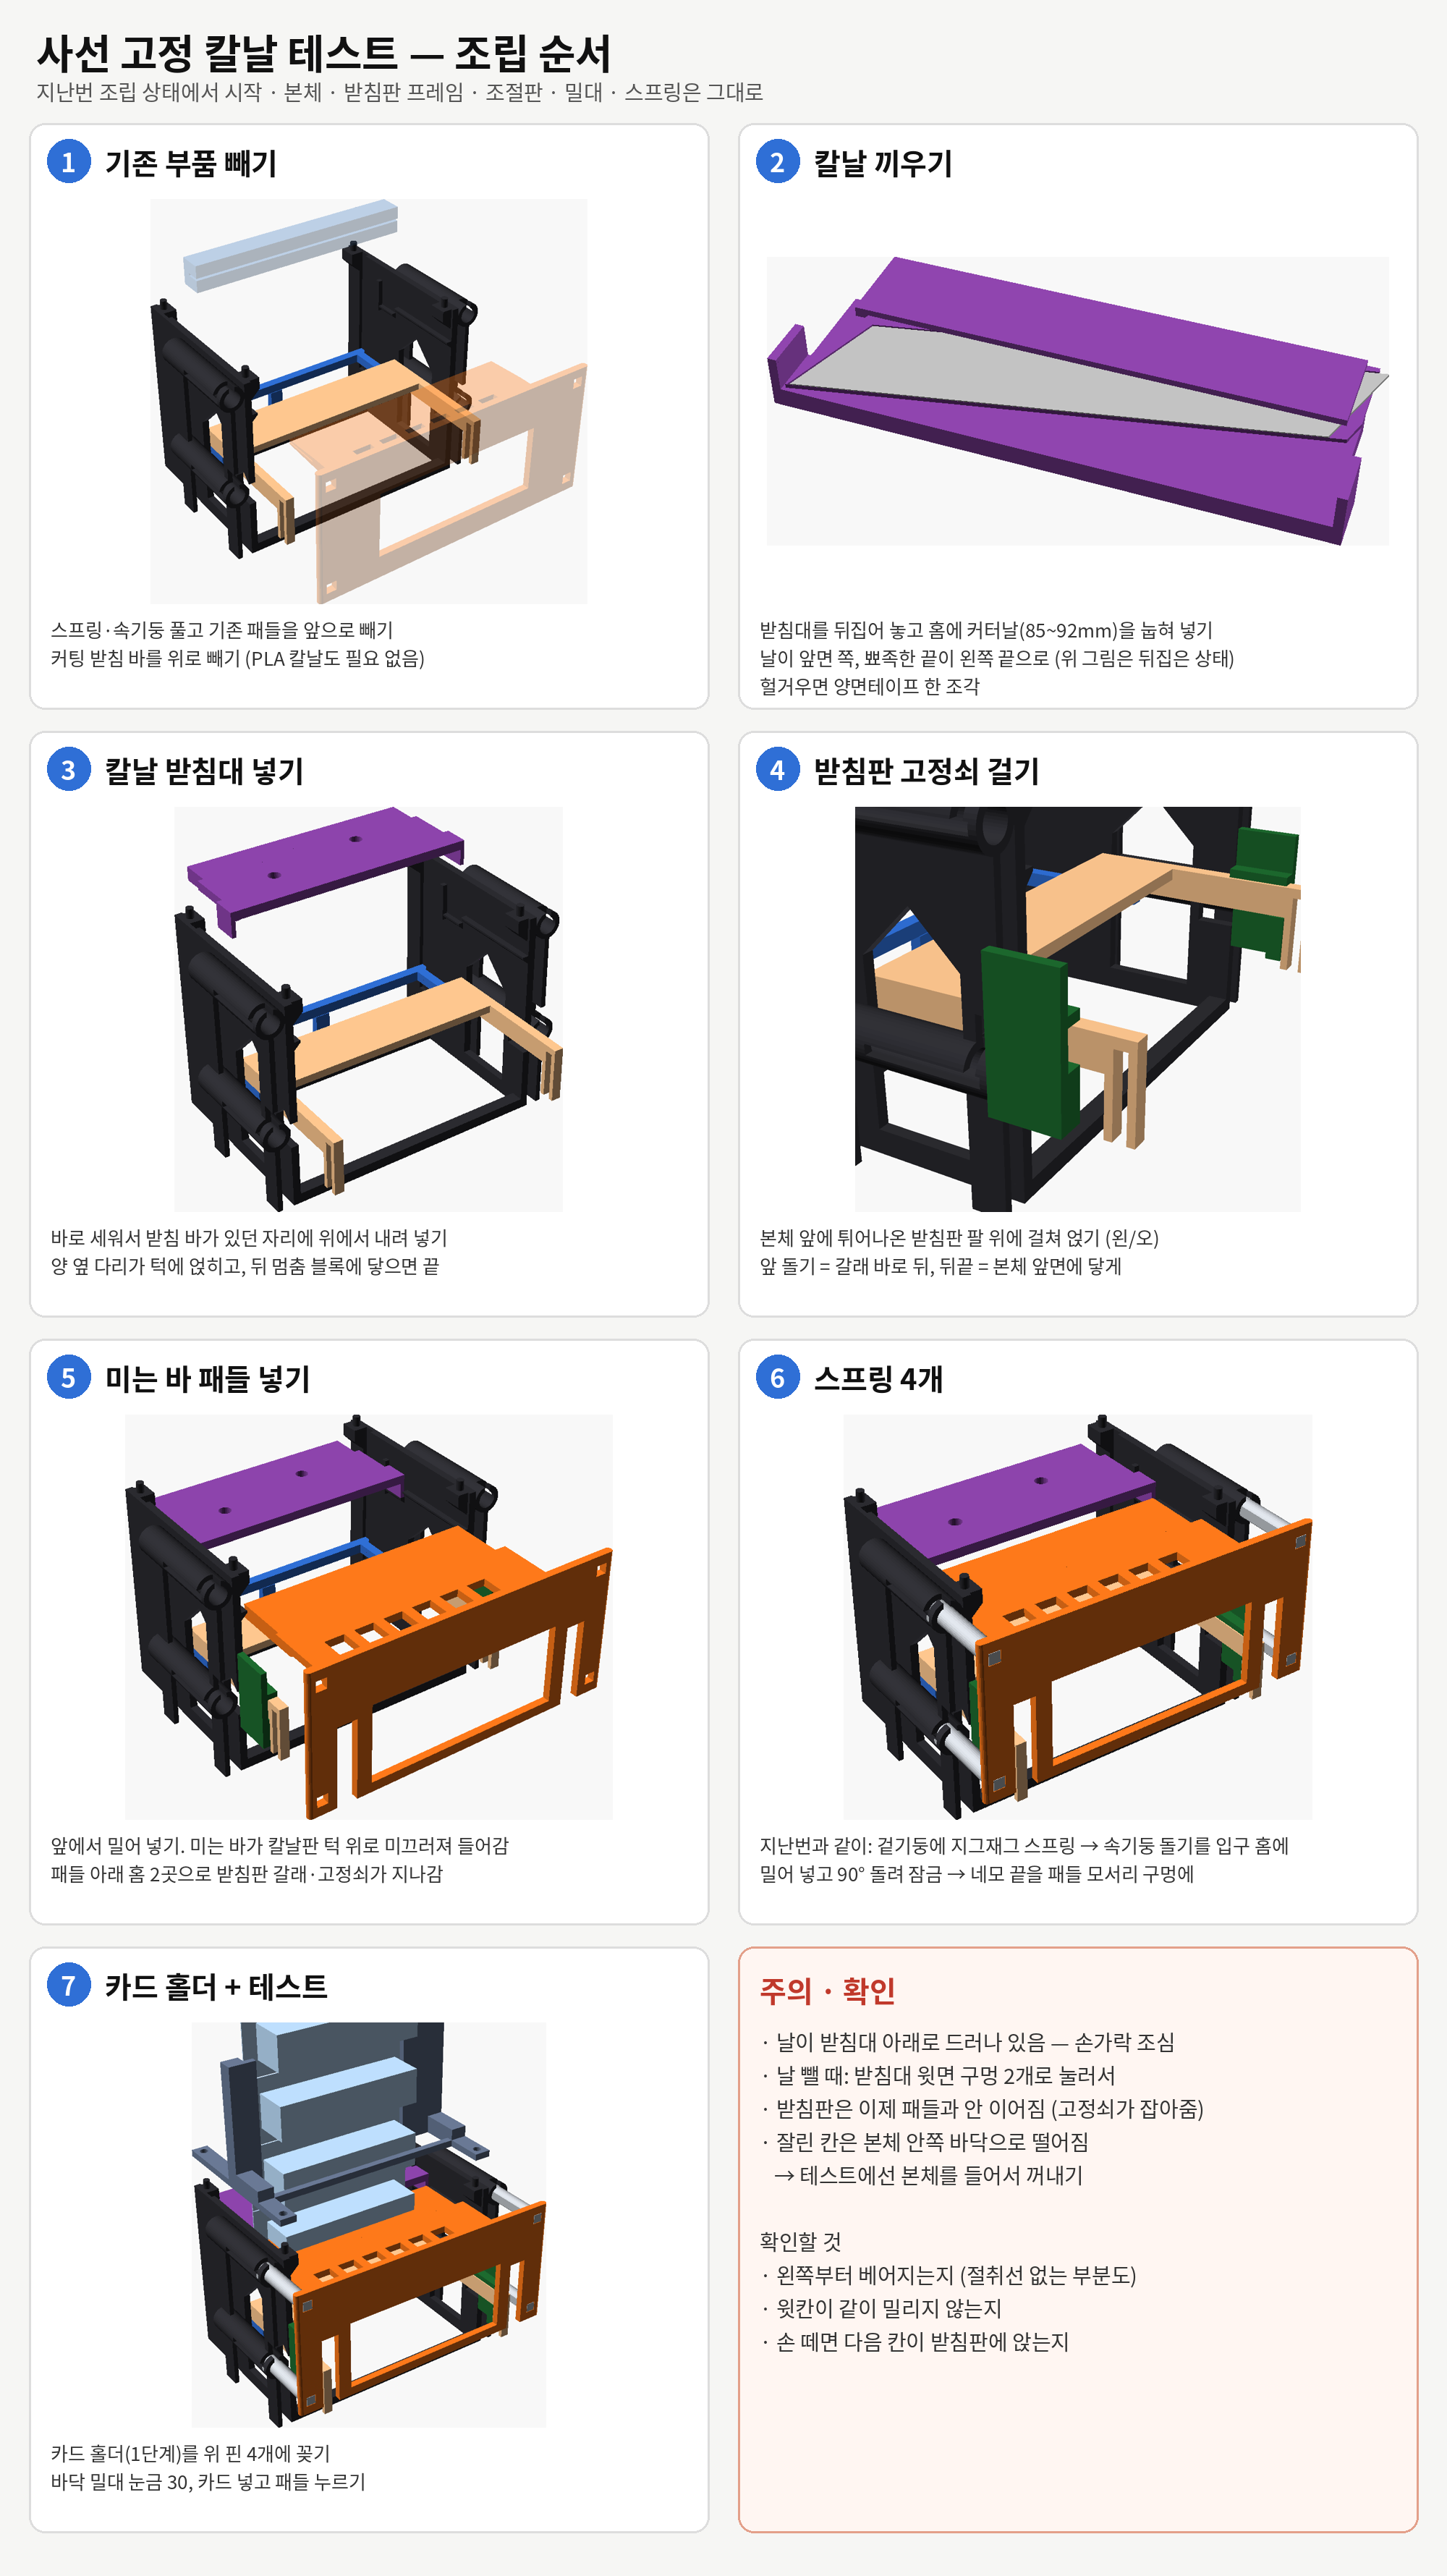 사선 고정 칼날 테스트 — 조립 순서
지난번 조립 상태에서 시작 · 본체 · 받침판 프레임 · 조절판 · 밀대 · 스프링은 그대로
1 기존 부품 빼기
스프링·속기둥 풀고 기존 패들을 앞으로 빼기
커팅 받침 바를 위로 빼기 (PLA 칼날도 필요 없음)
2 칼날 끼우기
받침대를 뒤집어 놓고 홈에 커터날(85~92mm)을 눕혀 넣기
날이 앞면 쪽, 뾰족한 끝이 왼쪽 끝으로 (위 그림은 뒤집은 상태)
헐거우면 양면테이프 한 조각
3 칼날 받침대 넣기
바로 세워서 받침 바가 있던 자리에 위에서 내려 넣기
양 옆 다리가 턱에 얹히고, 뒤 멈춤 블록에 닿으면 끝
4 받침판 고정쇠 걸기
본체 앞에 튀어나온 받침판 팔 위에 걸쳐 얹기 (왼/오)
앞 돌기 = 갈래 바로 뒤, 뒤끝 = 본체 앞면에 닿게
5 미는 바 패들 넣기
앞에서 밀어 넣기. 미는 바가 칼날판 턱 위로 미끄러져 들어감
패들 아래 홈 2곳으로 받침판 갈래·고정쇠가 지나감
6 스프링 4개
지난번과 같이: 겉기둥에 지그재그 스프링 → 속기둥 돌기를 입구 홈에
밀어 넣고 90° 돌려 잠금 → 네모 끝을 패들 모서리 구멍에
7 카드 홀더 + 테스트
카드 홀더(1단계)를 위 핀 4개에 꽂기
바닥 밀대 눈금 30, 카드 넣고 패들 누르기
주의 · 확인
· 날이 받침대 아래로 드러나 있음 — 손가락 조심
· 날 뺄 때: 받침대 윗면 구멍 2개로 눌러서
· 받침판은 이제 패들과 안 이어짐 (고정쇠가 잡아줌)
· 잘린 칸은 본체 안쪽 바닥으로 떨어짐
→ 테스트에선 본체를 들어서 꺼내기
확인할 것
· 왼쪽부터 베어지는지 (절취선 없는 부분도)
· 윗칸이 같이 밀리지 않는지
· 손 떼면 다음 칸이 받침판에 앉는지